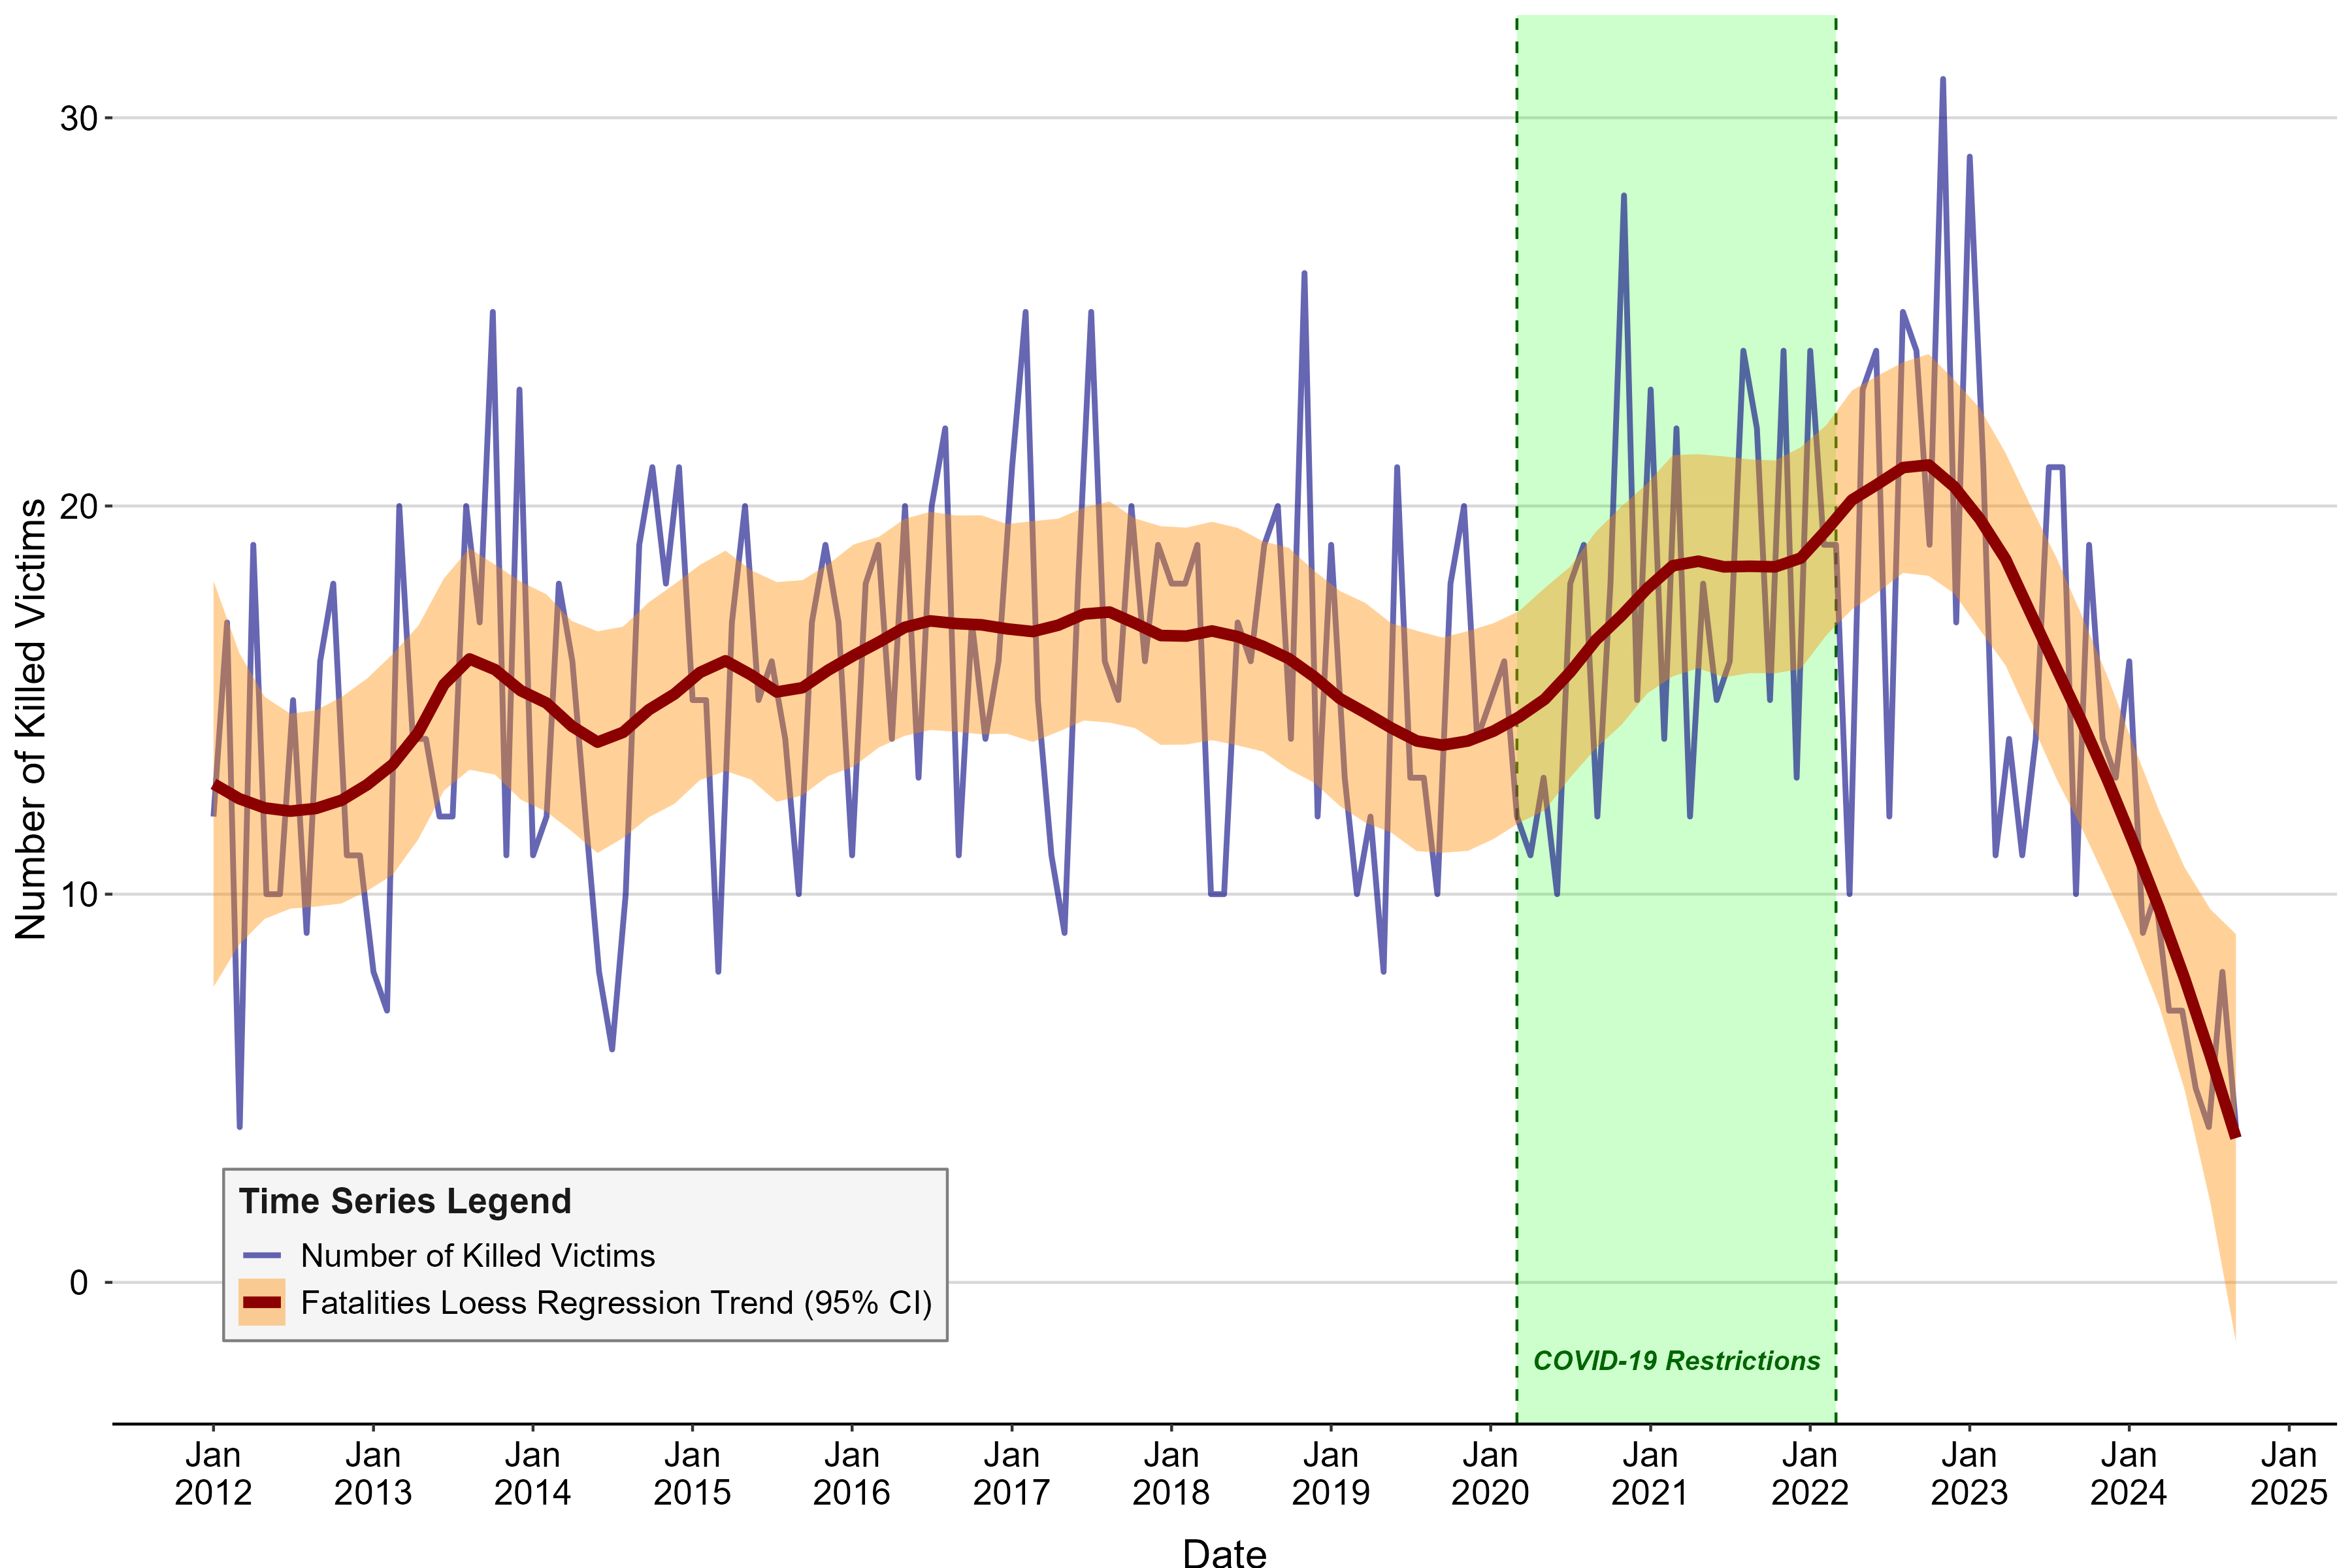 30
20
10
0
Number of Killed Victims
Time Series Legend
Number of Killed Victims
Fatalities Loess Regression Trend (95% CI)
COVID-19 Restrictions
Jan
2012
Jan
2013
Jan
2014
Jan
2015
Jan
2016
Jan
2017
Jan
2018
Jan
2019
Jan
2020
Jan
2021
Jan
2022
Jan
2023
Jan
2024
Jan
2025
Date